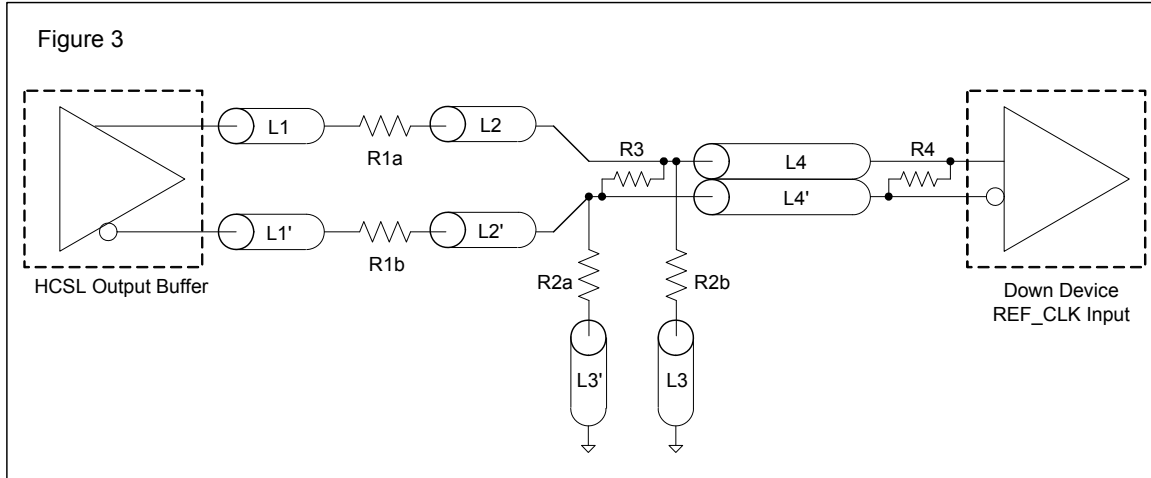 Figure 3
L1
R1a
L2
R3
L4
R4
L1'
R1b
L2'
L4'
HCSL Output Buffer
R2a
R2b
Down Device
REF_CLK Input
L3'
L3